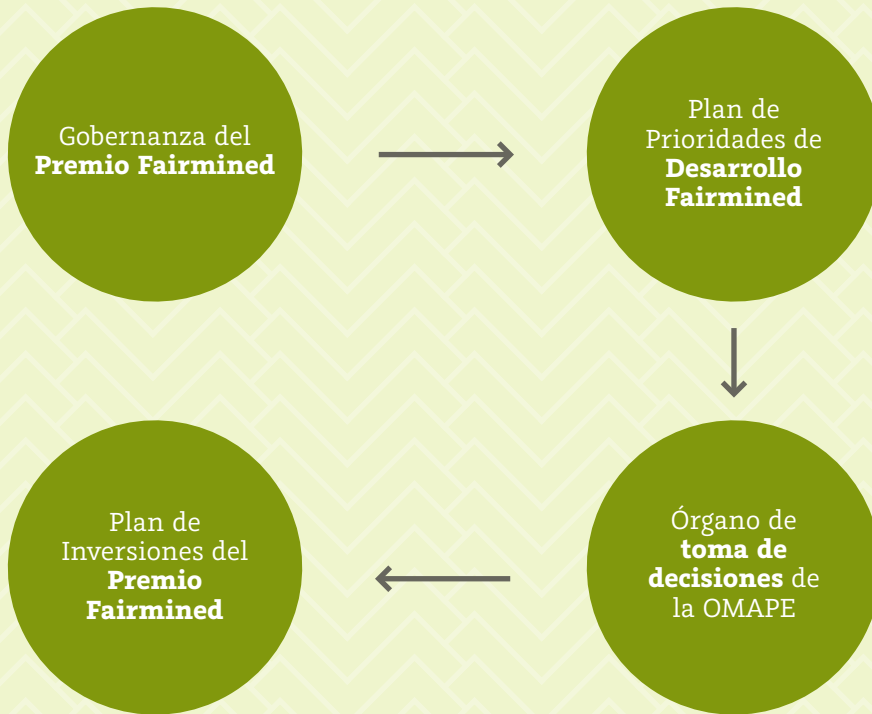 Gobernanza del
Premio Fairmined
Plan de
Prioridades de
Desarrollo
Fairmined
Órgano de
toma de
decisiones de
la OMAPE
Plan de
Inversiones del
Premio
Fairmined